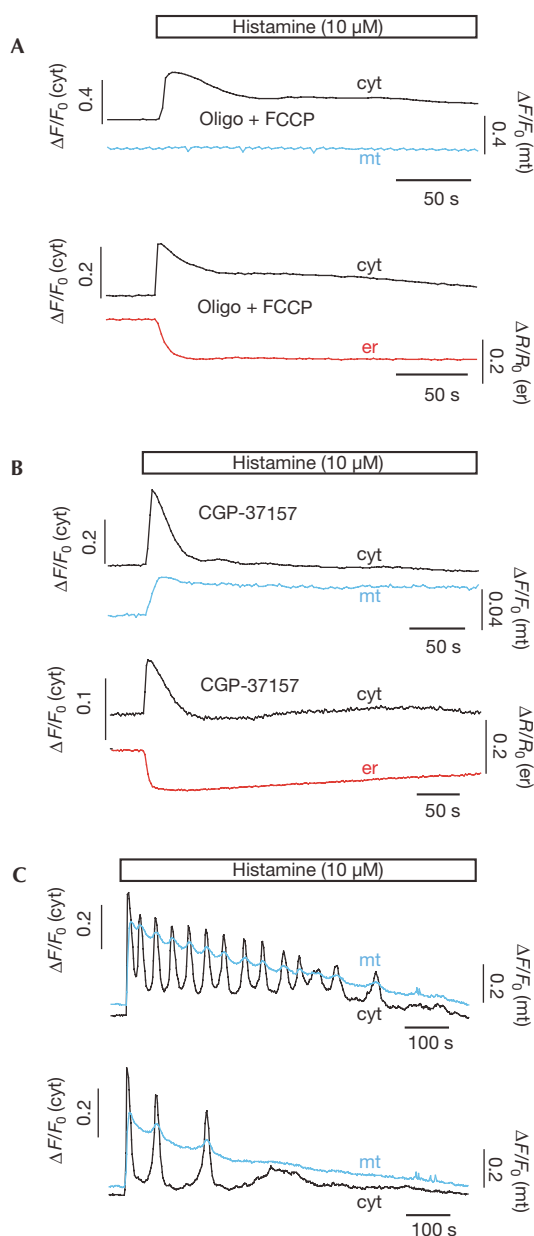 A
Histamine (10 µM)
ΔF/F0 (cyt)
0.4
cyt
Oligo + FCCP
mt
0.4
ΔF/F0 (mt)
50 s
ΔF/F0 (cyt)
0.2
cyt
Oligo + FCCP
er
0.2
ΔR/R0 (er)
50 s
B
Histamine (10 µM)
ΔF/F0 (cyt)
0.2
CGP-37157
cyt
mt
0.04
ΔF/F0 (mt)
50 s
ΔF/F0 (cyt)
0.1
CGP-37157
cyt
er
0.2
ΔR/R0 (er)
50 s
C
Histamine (10 µM)
ΔF/F0 (cyt)
0.2
mt
cyt
0.2
ΔF/F0 (mt)
100 s
ΔF/F0 (cyt)
0.2
mt
cyt
0.2
ΔF/F0 (mt)
100 s